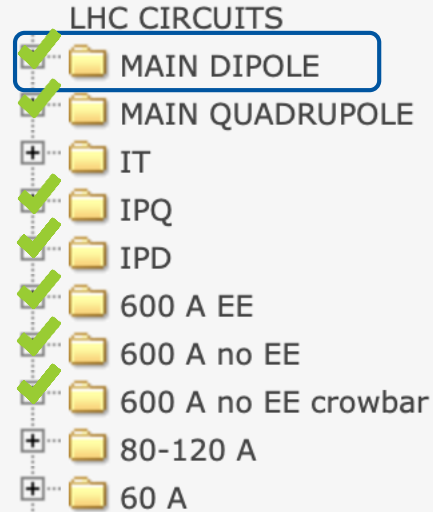 LHC CIRCUITS
MAIN DIPOLE
MAIN QUADRUPOLE
IT
IPQ
IPD
600 A EE
600 A no EE
600 A no EE crowbar
80-120 A
60 A